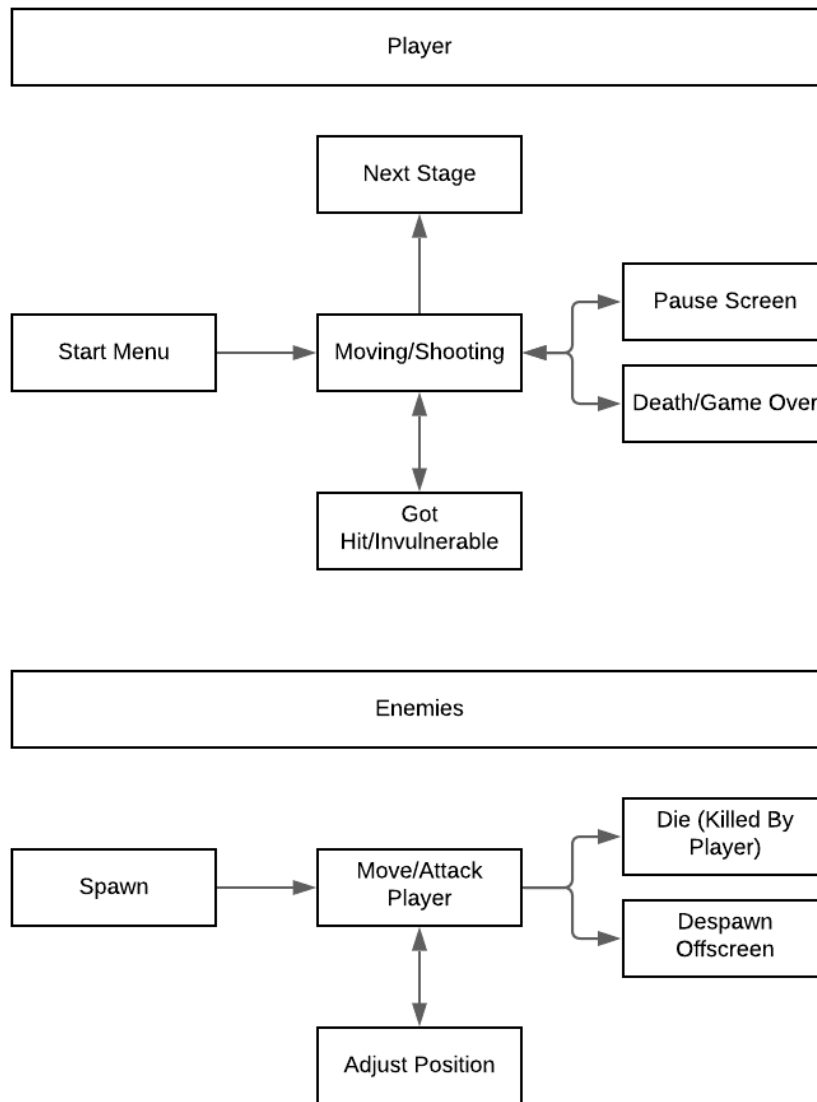 Player
Next Stage
Pause Screen
Start Menu
Moving/Shooting
Death/Game Over
Got
Hit/Invulnerable
Enemies
Die (Killed By
Player)
Spawn
Move/Attack
Player
Despawn
Offscreen
Adjust Position